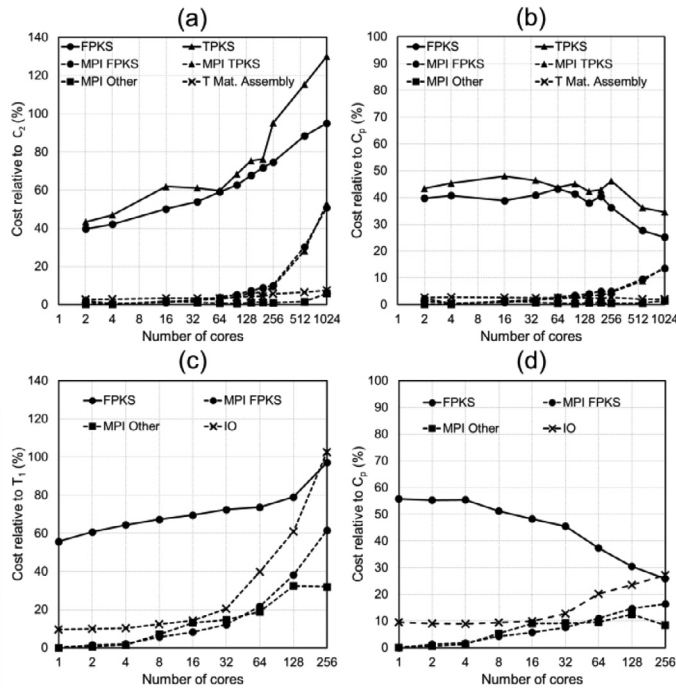 (a)
FPKS TPKS
MPI FPKS MPI TPKS
MPI Other T Mat. Assembly
Cost relative to C2 (%)
140
120
100
80
60
40
20
0
1 2 4 8 16 32 64 128 256 512 1024
Number of cores
(b)
FPKS TPKS
MPI FPKS MPI TPKS
MPI Other T Mat. Assembly
Cost relative to Cp (%)
100
90
80
70
60
50
40
30
20
10
0
1 2 4 8 16 32 64 128 256 512 1024
Number of cores
(c)
FPKS MPI FPKS
MPI Other IO
Cost relative to T1 (%)
140
120
100
80
60
40
20
0
1 2 4 8 16 32 64 128 256
Number of cores
(d)
FPKS MPI FPKS
MPI Other IO
Cost relative to Cp (%)
100
90
80
70
60
50
40
30
20
10
0
1 2 4 8 16 32 64 128 256
Number of cores